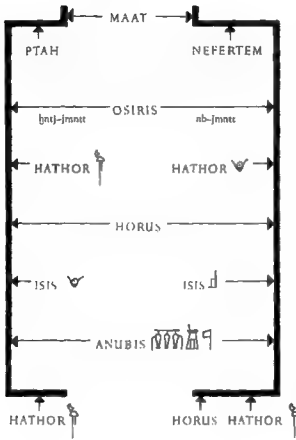 MAAT
PTAH NEFERTEM
OSIRIS
ḫntj-jmntt nb-jmntt
HATHOR HATHOR
HORUS
ISIS ISIS
ANUBIS
HATHOR HORUS HATHOR